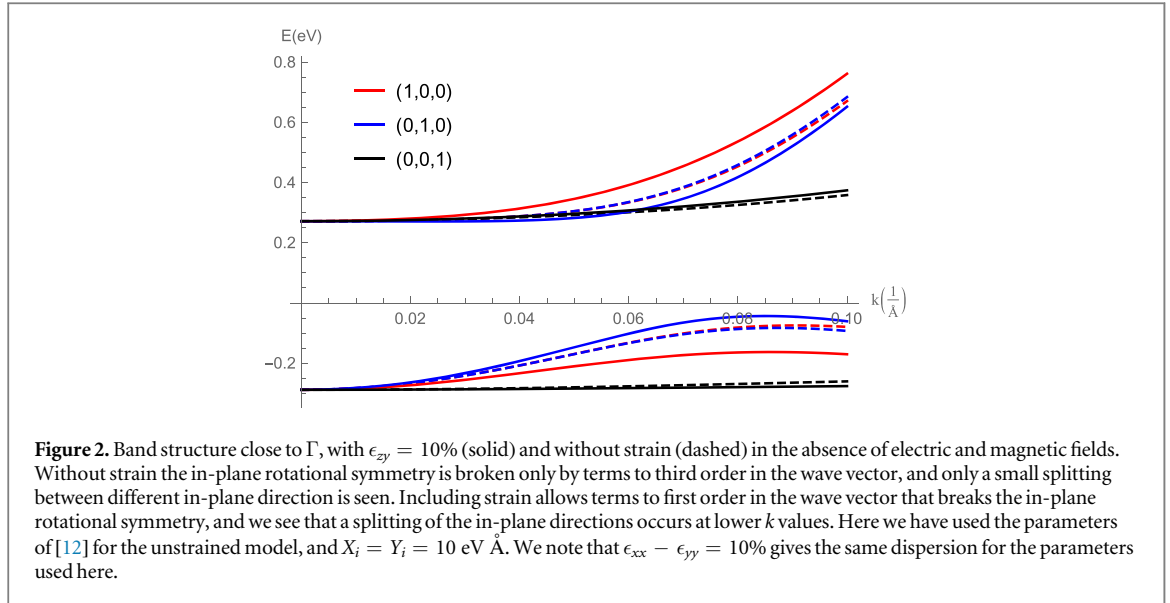 E(eV)
0.8
(1,0,0)
0.6
(0,1,0)
(0,0,1)
0.4
0.2
k(1/Å)
0.02 0.04 0.06 0.08 0.10
−0.2
Figure 2. Band structure close to Γ, with ϵzy = 10% (solid) and without strain (dashed) in the absence of electric and magnetic fields.
Without strain the in-plane rotational symmetry is broken only by terms to third order in the wave vector, and only a small splitting
between different in-plane direction is seen. Including strain allows terms to first order in the wave vector that breaks the in-plane
rotational symmetry, and we see that a splitting of the in-plane directions occurs at lower k values. Here we have used the parameters
of [12] for the unstrained model, and Xi = Yi = 10 eV Å. We note that ϵxx − ϵyy = 10% gives the same dispersion for the parameters
used here.